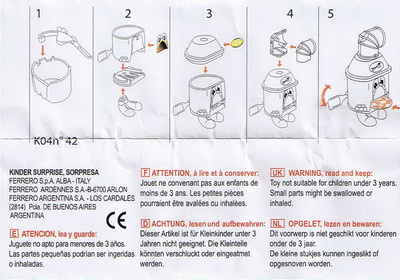 1
2
3
4
5
K04n° 42
KINDER SURPRISE, SORPRESA
FERRERO S.p.A. ALBA - ITALY
FERRERO ARDENNES S.A.-B-6700 ARLON
FERRERO ARGENTINA S.A. - LOS CARDALES
(2814) Pcia. DE BUENOS AIRES
ARGENTINA
CE
E ATENCION, lea y guarde:
Juguete no apto para menores de 3 años.
Las partes pequeñas podrian ser ingeridas
o inhaladas.
F ATTENTION, à lire et à conserver:
Jouet ne convenant pas aux enfants de
moins de 3 ans. Les petites pièces
pourraient être avalées ou inhalées.
D ACHTUNG, lesen und aufbewahren:
Dieser Artikel ist für Kleinkinder unter 3
Jahren nicht geeignet. Die Kleinteile
könnten verschluckt oder eingeatmet
werden.
UK WARNING, read and keep:
Toy not suitable for children under 3 years.
Small parts might be swallowed or
inhaled.
NL OPGELET, lezen en bewaren:
Dit voorwerp is niet geschikt voor kinderen
onder de 3 jaar.
De kleine stukjes kunnen ingeslikt of
opgesnoven worden.